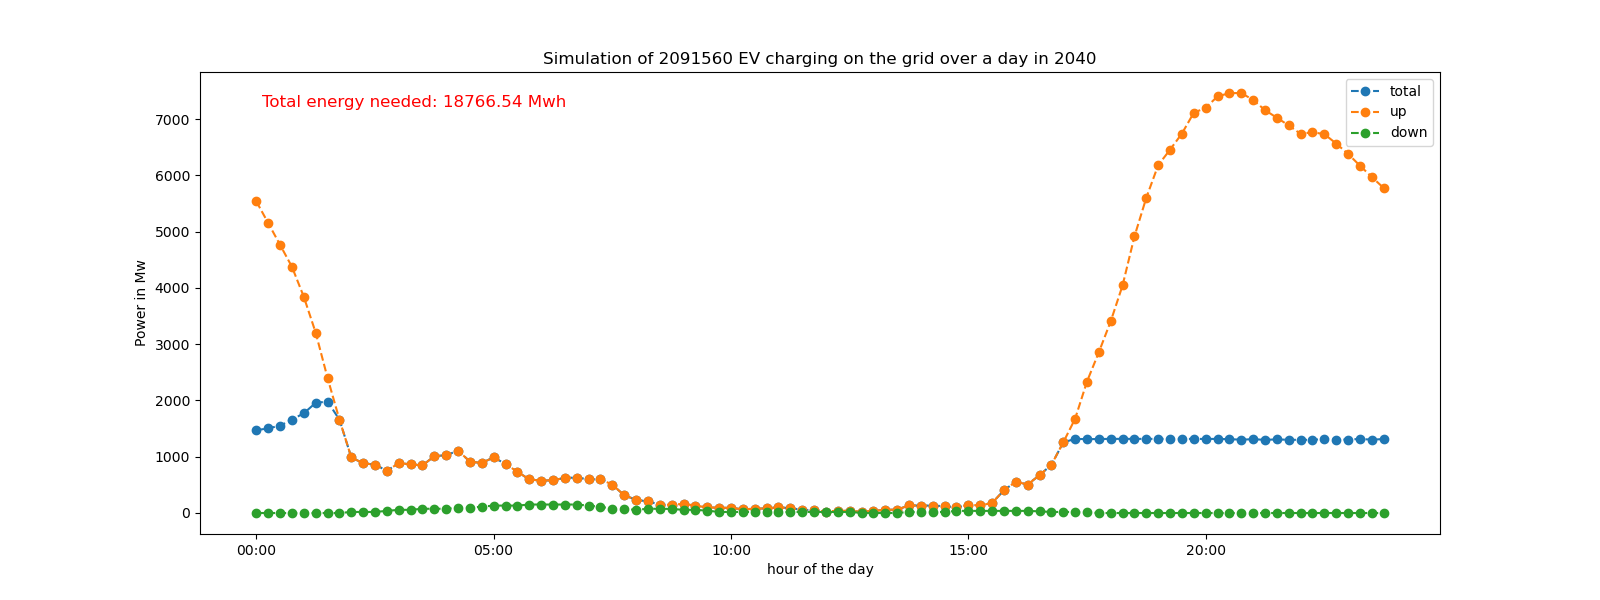 Simulation of 2091560 EV charging on the grid over a day in 2040
Total energy needed: 18766.54 Mwh
total
up
down
Power in Mw
7000
6000
5000
4000
3000
2000
1000
0
00:00
05:00
10:00
15:00
20:00
hour of the day